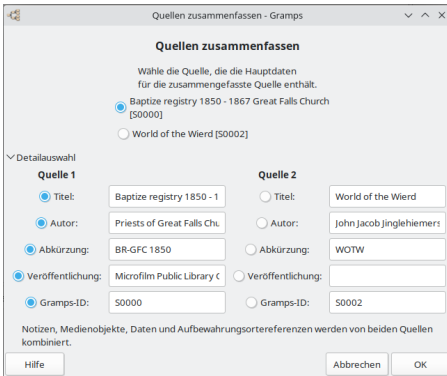 Quellen zusammenfassen - Gramps
Quellen zusammenfassen
Wähle die Quelle, die die Hauptdaten
für die zusammengefasste Quelle enthält.
Baptize registry 1850 - 1867 Great Falls Church
[S0000]
World of the Wierd [S0002]
Detailauswahl
Quelle 1 Quelle 2
Titel: Baptize registry 1850 - 1 Titel: World of the Wierd
Autor: Priests of Great Falls Chu Autor: John Jacob Jinglehiemers
Abkürzung: BR-GFC 1850 Abkürzung: WOTW
Veröffentlichung: Microfilm Public Library C Veröffentlichung:
Gramps-ID: S0000 Gramps-ID: S0002
Notizen, Medienobjekte, Daten und Aufbewahrungsortereferenzen werden von beiden Quellen
kombiniert.
Hilfe Abbrechen OK